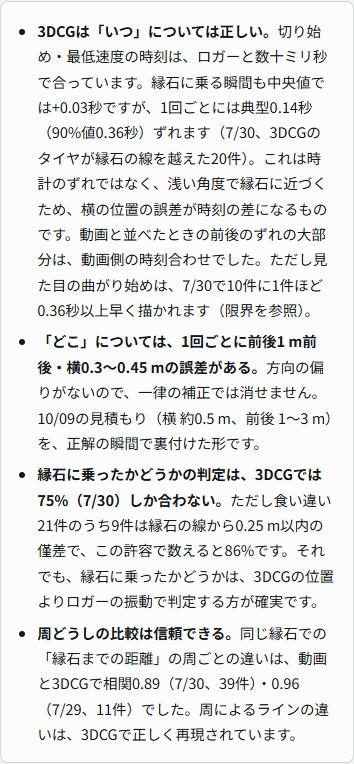 • 3DCGは「いつ」については正しい。切り始
め・最低速度の時刻は、ロガーと数十ミリ秒
で合っています。縁石に乗る瞬間も中央値
では+0.03秒ですが、1回ごとには典型0.14秒
（90%値0.36秒）ずれます（7/30、3DCGの
タイヤが縁石の線を越えた20件）。これは時
計のずれではなく、浅い角度で縁石に近づく
ため、横の位置の誤差が時刻の差になるもの
です。動画と並べたときの前後のずれの大部
分は、動画側の時刻合わせでした。ただし見
た目の曲がり始めは、7/30で10件に1件ほど
0.36秒以上早く描かれます（限界を参照）。
• 「どこ」については、1回ごとに前後1 m前
後・横0.3〜0.45 mの誤差がある。方向の偏
りがないので、一律の補正では消せません。
10/09の見積もり（横 約0.5 m、前後 1〜3 m）
を、正解の瞬間で裏付けた形です。
• 縁石に乗ったかどうかの判定は、3DCGでは
75%（7/30）しか合わない。ただし食い違い
21件のうち9件は縁石の線から0.25 m以内の
僅差で、この許容で数えると86%です。それ
でも、縁石に乗ったかどうかは、3DCGの位置
よりロガーの振動で判定する方が確実です。
• 周どうしの比較は信頼できる。同じ縁石での
「縁石までの距離」の周ごとの違いは、動画
と3DCGで相関0.89（7/30、39件）・0.96
（7/29、11件）でした。周によるラインの違
いは、3DCGで正しく再現されています。